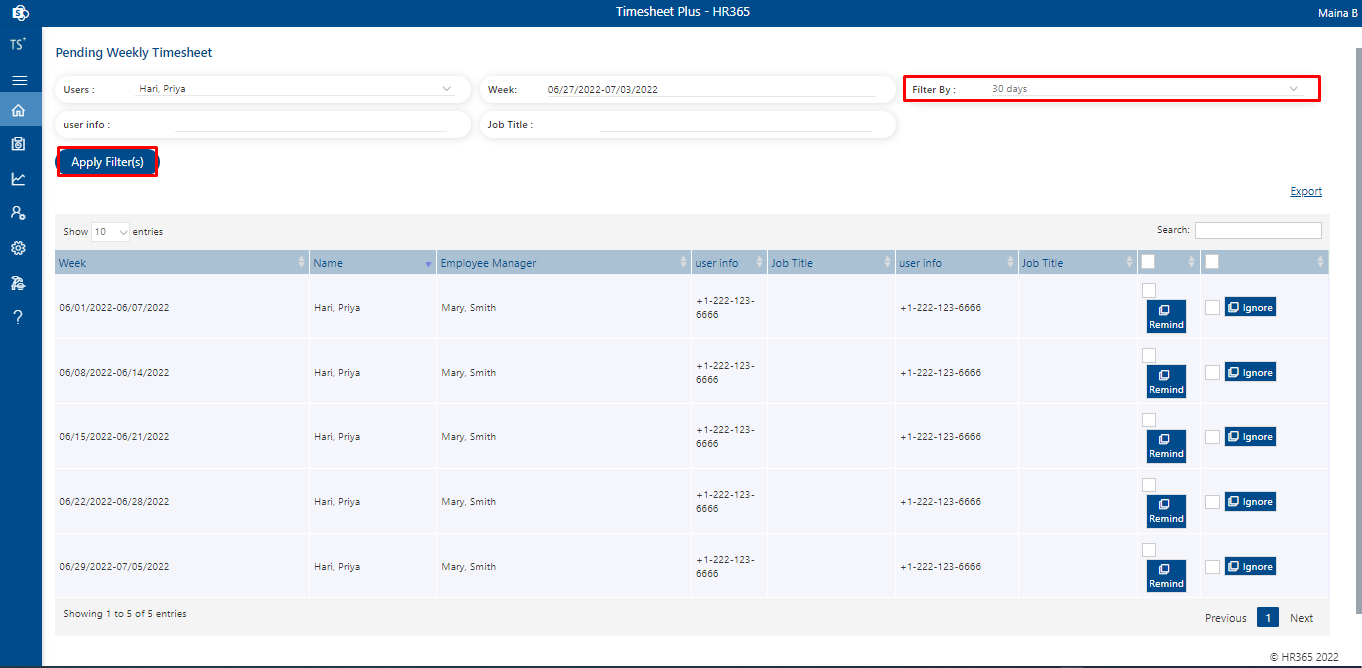 Timesheet Plus - HR365
Maina B
TS+
Pending Weekly Timesheet
Users : Hari, Priya Week: 06/27/2022-07/03/2022 Filter By : 30 days
user info : Job Title :
Apply Filter(s)
Export
Show 10 entries Search:
Week Name Employee Manager user info Job Title user info Job Title
06/01/2022-06/07/2022 Hari, Priya Mary, Smith +1-222-123-6666 +1-222-123-6666 Remind Ignore
06/08/2022-06/14/2022 Hari, Priya Mary, Smith +1-222-123-6666 +1-222-123-6666 Remind Ignore
06/15/2022-06/21/2022 Hari, Priya Mary, Smith +1-222-123-6666 +1-222-123-6666 Remind Ignore
06/22/2022-06/28/2022 Hari, Priya Mary, Smith +1-222-123-6666 +1-222-123-6666 Remind Ignore
06/29/2022-07/05/2022 Hari, Priya Mary, Smith +1-222-123-6666 +1-222-123-6666 Remind Ignore
Showing 1 to 5 of 5 entries
Previous 1 Next
© HR365 2022